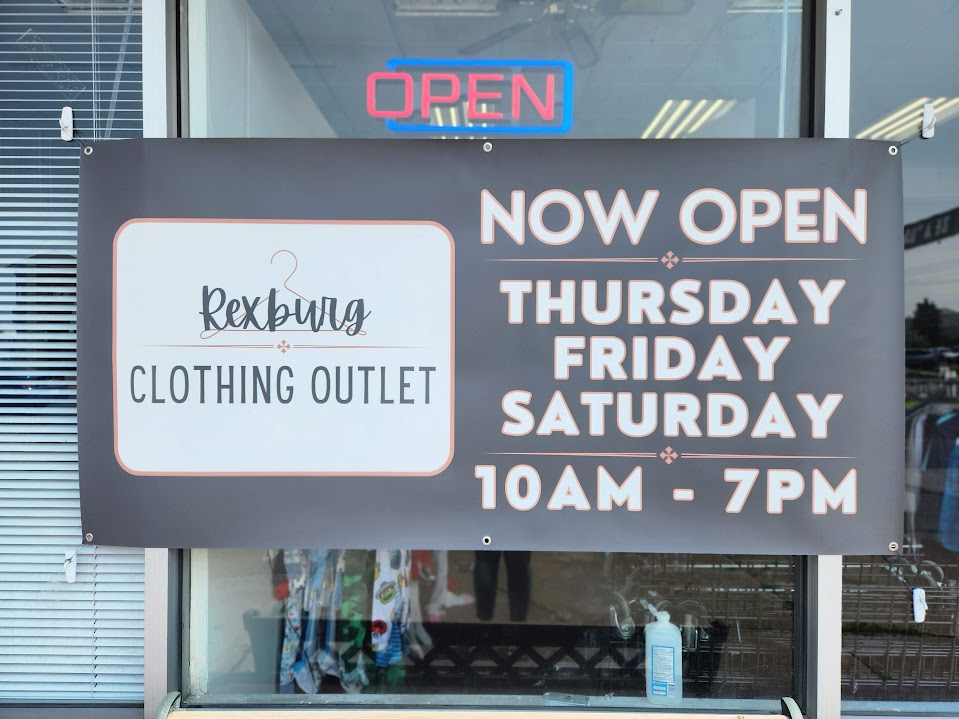 OPEN
Rexburg
CLOTHING OUTLET
NOW OPEN
THURSDAY
FRIDAY
SATURDAY
10AM - 7PM